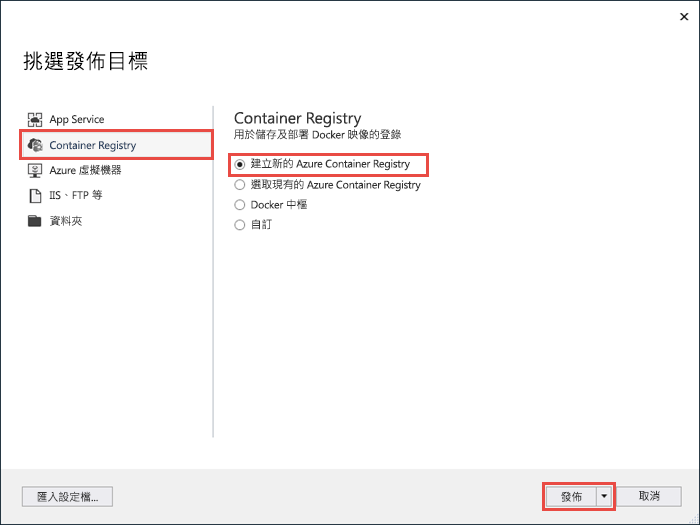 挑選發佈目標
App Service
Container Registry
Azure 虛擬機器
IIS、FTP 等
資料夾
Container Registry
用於儲存及部署 Docker 映像的登錄
建立新的 Azure Container Registry
選取現有的 Azure Container Registry
Docker 中樞
自訂
匯入設定檔...
發佈
取消